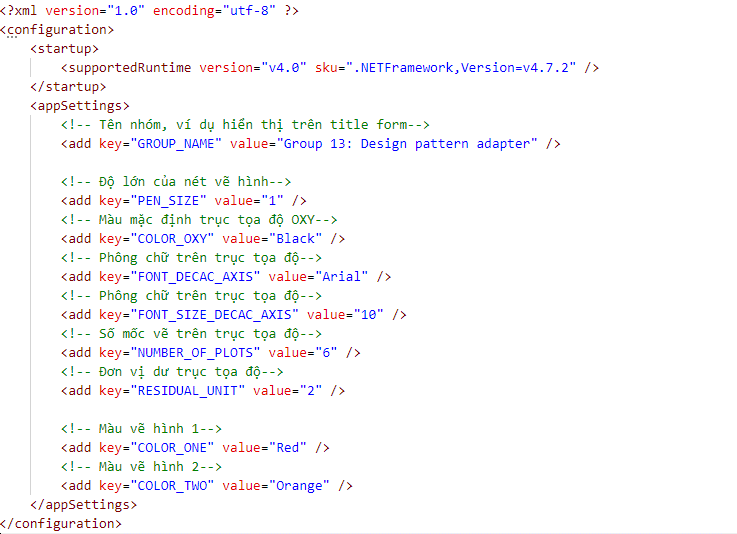 <?xml version="1.0" encoding="utf-8" ?>
<configuration>
    <startup>
        <supportedRuntime version="v4.0" sku=".NETFramework,Version=v4.7.2" />
    </startup>
    <appSettings>
        <!-- Tên nhóm, ví dụ hiển thị trên title form-->
        <add key="GROUP_NAME" value="Group 13: Design pattern adapter" />

        <!-- Độ lớn của nét vẽ hình-->
        <add key="PEN_SIZE" value="1" />
        <!-- Màu mặc định trục tọa độ OXY-->
        <add key="COLOR_OXY" value="Black" />
        <!-- Phông chữ trên trục tọa độ-->
        <add key="FONT_DECAC_AXIS" value="Arial" />
        <!-- Phông chữ trên trục tọa độ-->
        <add key="FONT_SIZE_DECAC_AXIS" value="10" />
        <!-- Số mốc vẽ trên trục tọa độ-->
        <add key="NUMBER_OF_PLOTS" value="6" />
        <!-- Đơn vị dư trục tọa độ-->
        <add key="RESIDUAL_UNIT" value="2" />

        <!-- Màu vẽ hình 1-->
        <add key="COLOR_ONE" value="Red" />
        <!-- Màu vẽ hình 2-->
        <add key="COLOR_TWO" value="Orange" />
    </appSettings>
</configuration>